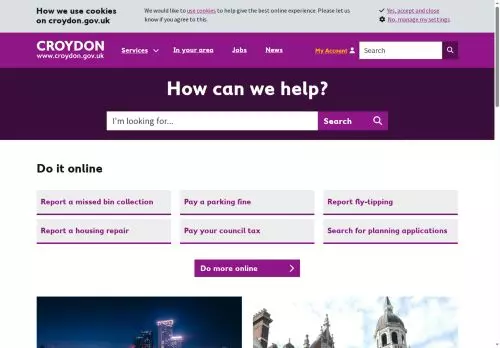 How we use cookies
on croydon.gov.uk
We would like to use cookies to help give the best online experience. Please let
us know if you agree to this.
Yes, accept and close
No, manage my settings
CROYDON
www.croydon.gov.uk
Services
In your area
Jobs
News
My Account
Search
How can we help?
I'm looking for...
Search
Do it online
Report a missed bin collection
Pay a parking fine
Report fly-tipping
Report a housing repair
Pay your council tax
Search for planning applications
Do more online